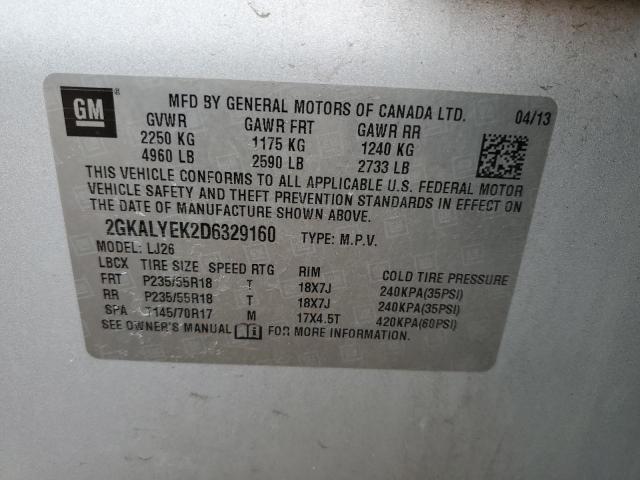 GM ®
MFD BY GENERAL MOTORS OF CANADA LTD. 04/13
GVWR GAWR FRT GAWR RR
2250 KG 1175 KG 1240 KG
4960 LB 2590 LB 2733 LB
THIS VEHICLE CONFORMS TO ALL APPLICABLE U.S. FEDERAL MOTOR
VEHICLE SAFETY AND THEFT PREVENTION STANDARDS IN EFFECT ON
THE DATE OF MANUFACTURE SHOWN ABOVE.
2GKALYEK2D6329160 TYPE: M.P.V.
MODEL: LJ26
LBCX TIRE SIZE SPEED RTG RIM COLD TIRE PRESSURE
FRT P235/55R18 T 18X7J 240KPA(35PSI)
RR P235/55R18 T 18X7J 240KPA(35PSI)
SPA T145/70R17 M 17X4.5T 420KPA(60PSI)
SEE OWNER'S MANUAL i FOR MORE INFORMATION.